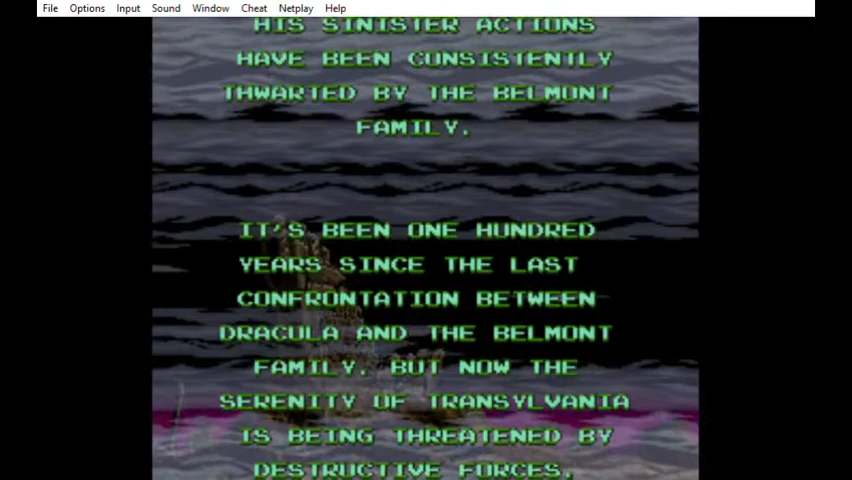 File Options Input Sound Window Cheat Netplay Help
HIS SINISTER ACTIONS
HAVE BEEN CONSISTENTLY
THWARTED BY THE BELMONT
FAMILY.
IT'S BEEN ONE HUNDRED
YEARS SINCE THE LAST
CONFRONTATION BETWEEN
DRACULA AND THE BELMONT
FAMILY. BUT NOW THE
SERENITY OF TRANSYLVANIA
IS BEING THREATENED BY
DESTRUCTIVE FORCES.